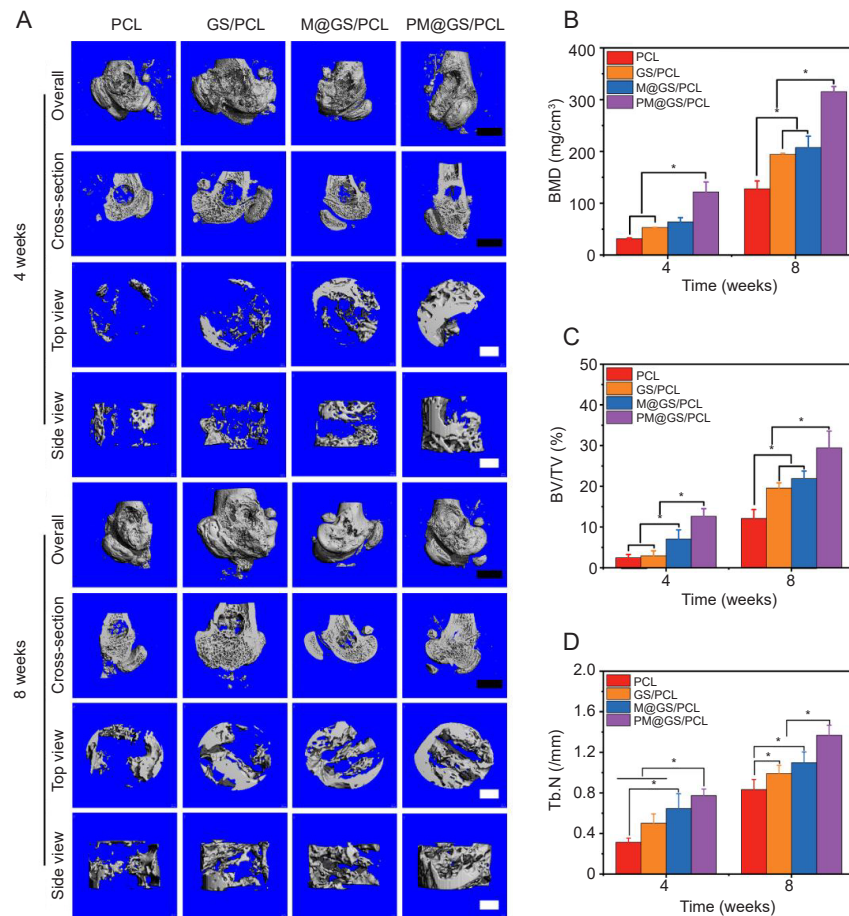 A
PCL GS/PCL M@GS/PCL PM@GS/PCL
4 weeks
Overall
Cross-section
Top view
Side view
8 weeks
Overall
Cross-section
Top view
Side view
B
BMD (mg/cm³)
400
300
200
100
0
PCL
GS/PCL
M@GS/PCL
PM@GS/PCL
*
*
*
4 8
Time (weeks)
C
BV/TV (%)
50
40
30
20
10
0
PCL
GS/PCL
M@GS/PCL
PM@GS/PCL
*
*
*
*
4 8
Time (weeks)
D
Tb.N (/mm)
2.0
1.6
1.2
0.8
0.4
0
PCL
GS/PCL
M@GS/PCL
PM@GS/PCL
*
*
*
*
*
4 8
Time (weeks)